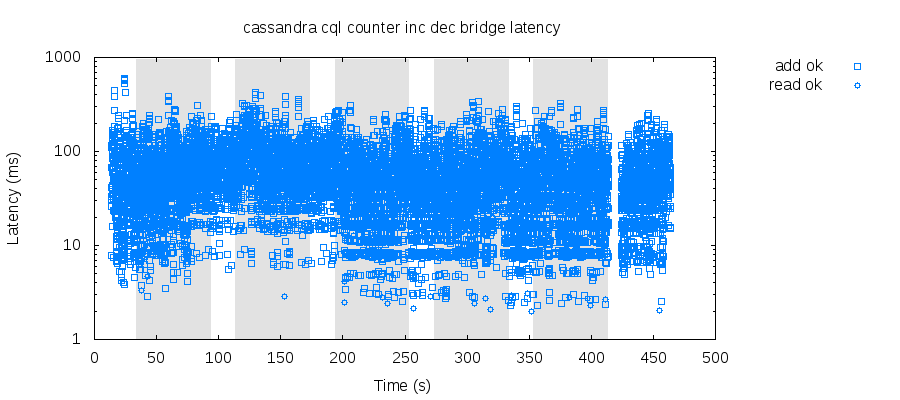 cassandra cql counter inc dec bridge latency
add ok
read ok
Latency (ms)
1000
100
10
1
0 50 100 150 200 250 300 350 400 450 500
Time (s)